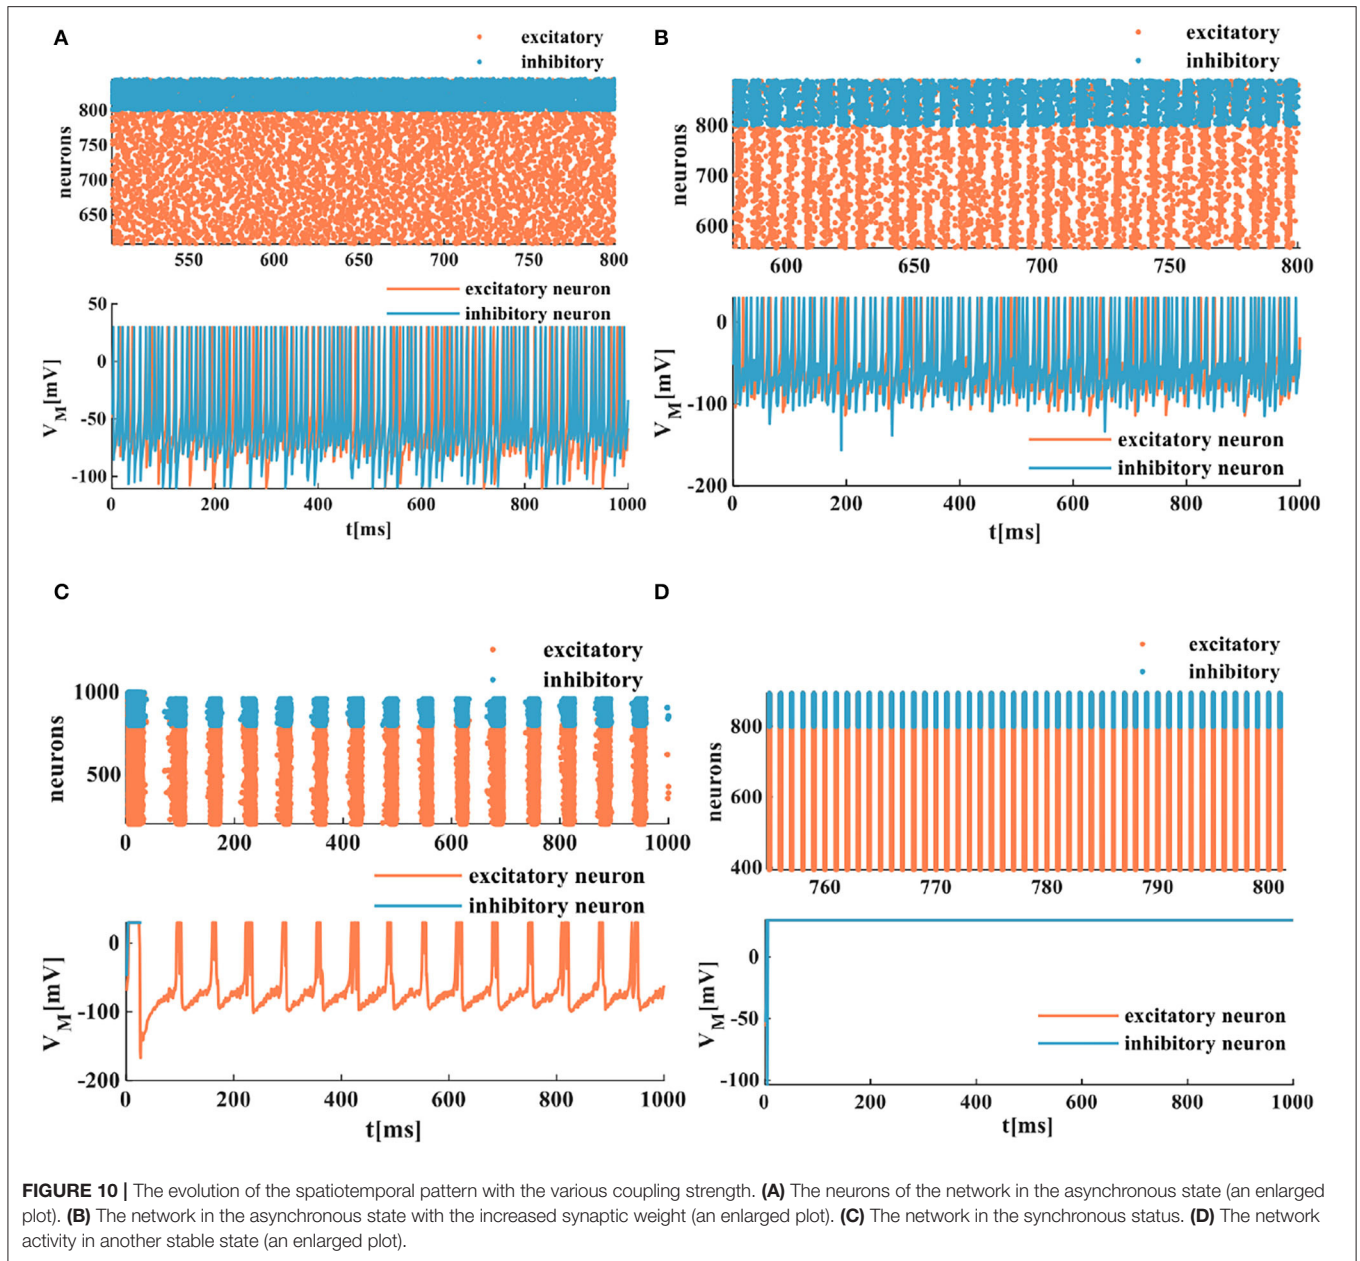 A
excitatory
inhibitory
neurons
800
750
700
650
550 600 650 700 750 800
excitatory neuron
inhibitory neuron
V_M[mV]
50
0
-50
-100
0 200 400 600 800 1000
t[ms]
B
excitatory
inhibitory
neurons
800
700
600
600 650 700 750 800
V_M[mV]
0
-100
-200
excitatory neuron
inhibitory neuron
0 200 400 600 800 1000
t[ms]
C
excitatory
inhibitory
neurons
1000
500
0 200 400 600 800 1000
excitatory neuron
inhibitory neuron
V_M[mV]
0
-100
-200
0 200 400 600 800 1000
t[ms]
D
excitatory
inhibitory
neurons
800
600
400
760 770 780 790 800
V_M[mV]
0
-50
-100
excitatory neuron
inhibitory neuron
0 200 400 600 800 1000
t[ms]
FIGURE 10 | The evolution of the spatiotemporal pattern with the various coupling strength. (A) The neurons of the network in the asynchronous state (an enlarged
plot). (B) The network in the asynchronous state with the increased synaptic weight (an enlarged plot). (C) The network in the synchronous status. (D) The network
activity in another stable state (an enlarged plot).